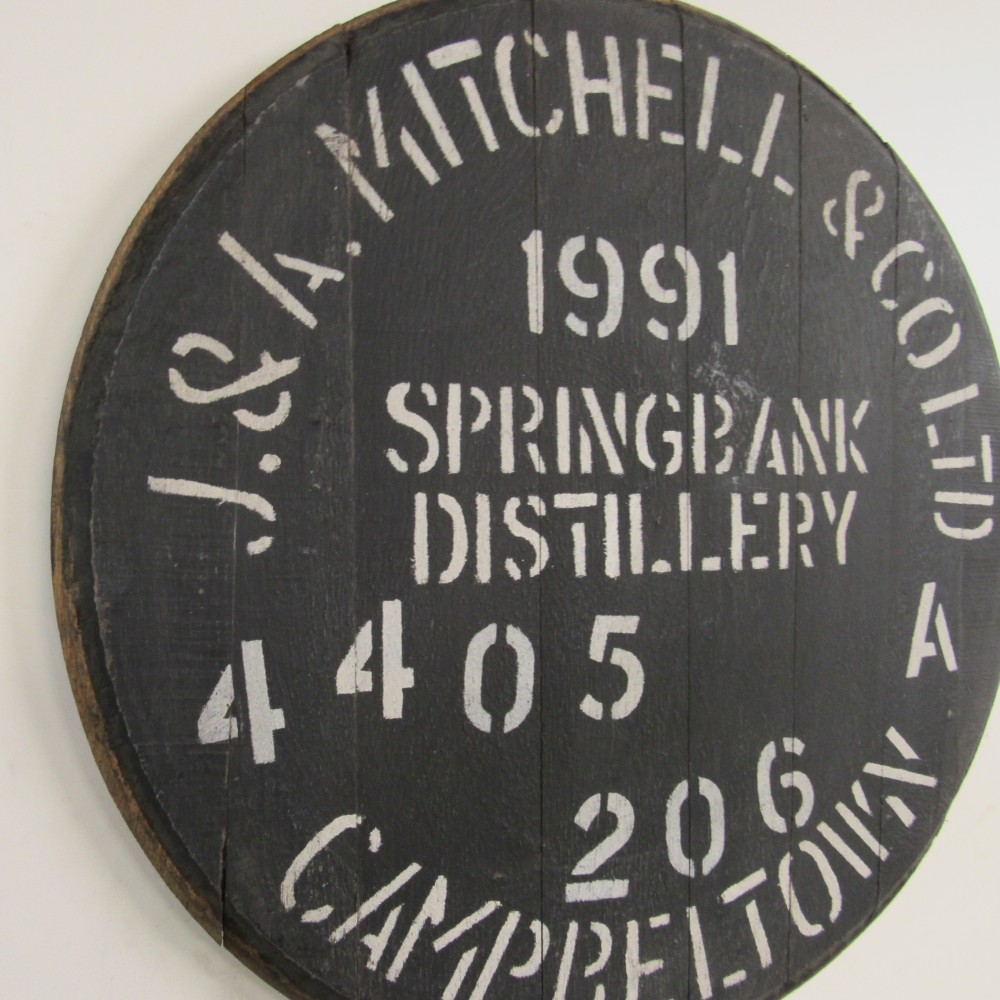 J. & A. MITCHELL & CO LTD
1991
SPRINGBANK
DISTILLERY
4405
A
206
CAMPBELTOWN